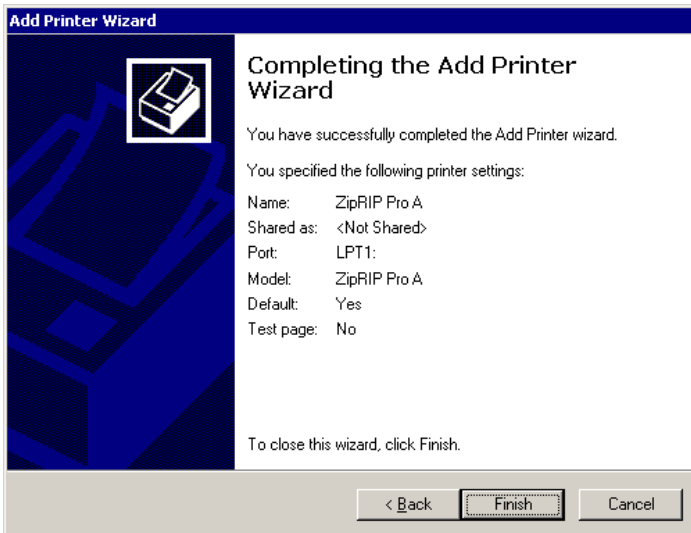 Add Printer Wizard
Completing the Add Printer
Wizard
You have successfully completed the Add Printer wizard.
You specified the following printer settings:
Name: ZipRIP Pro A
Shared as: <Not Shared>
Port: LPT1:
Model: ZipRIP Pro A
Default: Yes
Test page: No
To close this wizard, click Finish.
< Back Finish Cancel